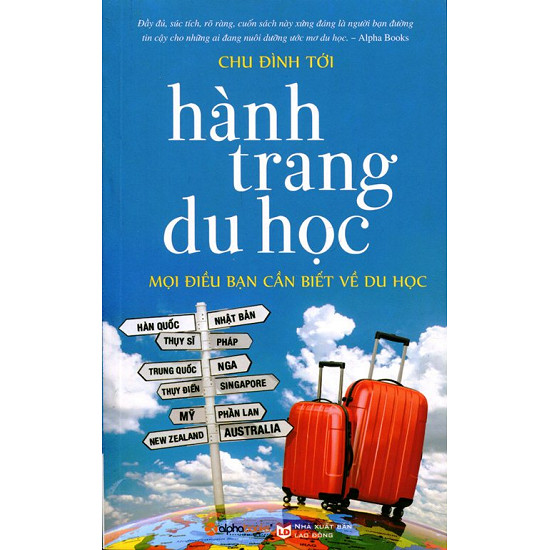 Đầy đủ, súc tích, rõ ràng, cuốn sách này xứng đáng là người bạn đường
tin cậy cho những ai đang nuôi dưỡng ước mơ du học. – Alpha Books
CHU ĐÌNH TỚI
hành
trang
du học
MỌI ĐIỀU BẠN CẦN BIẾT VỀ DU HỌC
HÀN QUỐC
NHẬT BẢN
THỤY SĨ
PHÁP
TRUNG QUỐC
NGA
THỤY ĐIỂN
SINGAPORE
MỸ
PHẦN LAN
NEW ZEALAND
AUSTRALIA
alphabooks
NHÀ XUẤT BẢN
LAO ĐỘNG